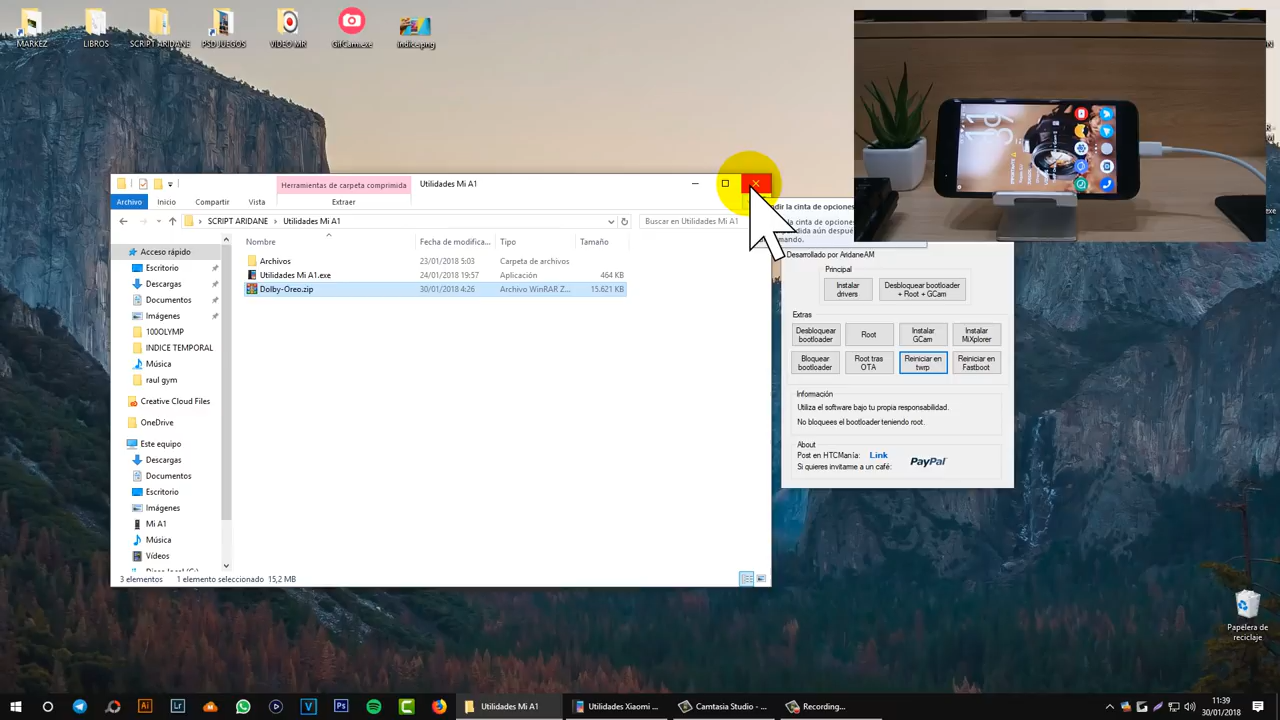 MARKEZ
LIBROS
SCRIPT ARIDANE
PSD JUEGOS
VIDEO MR
GifCam.exe
indice.png
Herramientas de carpeta comprimida
Utilidades Mi A1
Archivo
Inicio
Compartir
Vista
Extraer
SCRIPT ARIDANE
Utilidades Mi A1
Buscar en Utilidades Mi A1
Acceso rápido
Escritorio
Descargas
Documentos
Imágenes
100OLYMP
INDICE TEMPORAL
Música
raul gym
Creative Cloud Files
OneDrive
Este equipo
Descargas
Documentos
Escritorio
Imágenes
Mi A1
Música
Vídeos
Nombre
Fecha de modifica...
Tipo
Tamaño
Archivos
23/01/2018 5:03
Carpeta de archivos
Utilidades Mi A1.exe
24/01/2018 19:57
Aplicación
464 KB
Dolby-Oreo.zip
30/01/2018 4:26
Archivo WinRAR Z...
15.621 KB
3 elementos
1 elemento seleccionado 15,2 MB
la cinta de opciones
Desarrollado por AridaneAM
Principal
Instalar drivers
Desbloquear bootloader + Root + GCam
Extras
Desbloquear bootloader
Root
Instalar GCam
Instalar MiXplorer
Bloquear bootloader
Root tras OTA
Reiniciar en twrp
Reiniciar en Fastboot
Información
Utiliza el software bajo tu propia responsabilidad.
No bloquees el bootloader teniendo root.
About
Post en HTCManía:
Link
Si quieres invitarme a un café:
PayPal
Papelera de
reciclaje
Utilidades Mi A1
Utilidades Xiaomi ...
Camtasia Studio - ...
Recording...
11:39
30/01/2018